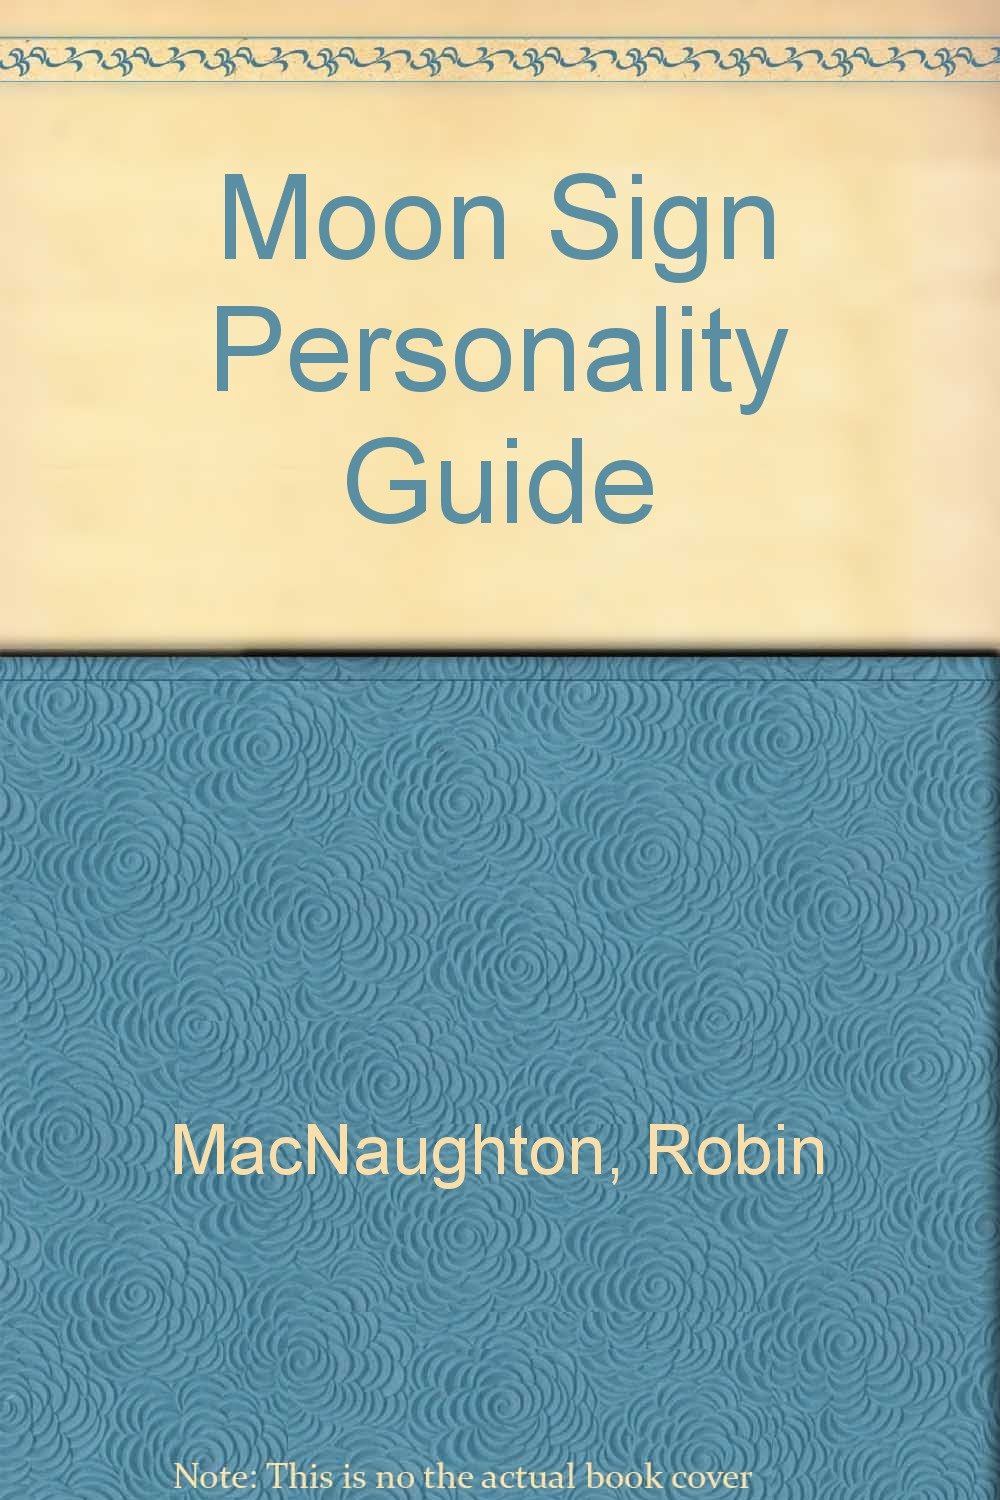 Moon Sign
Personality
Guide
MacNaughton, Robin
Note: This is no the actual book cover